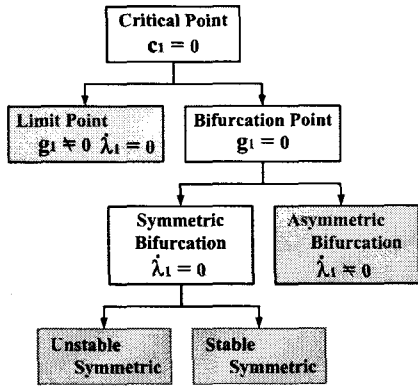 Critical Point
c₁ = 0
Limit Point
g₁ ≒ 0 λ̇₁ = 0
Bifurcation Point
g₁ = 0
Symmetric
Bifurcation
λ̇₁ = 0
Asymmetric
Bifurcation
λ̇₁ ≒ 0
Unstable
Symmetric
Stable
Symmetric